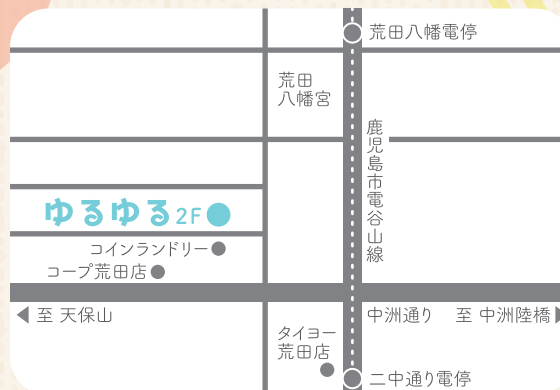 荒田八幡電停
荒田
八幡宮
鹿児島市電谷山線
ゆるゆる2F
コインランドリー
コープ荒田店
至 天保山
中洲通り 至 中洲陸橋
タイヨー
荒田店
二中通り電停